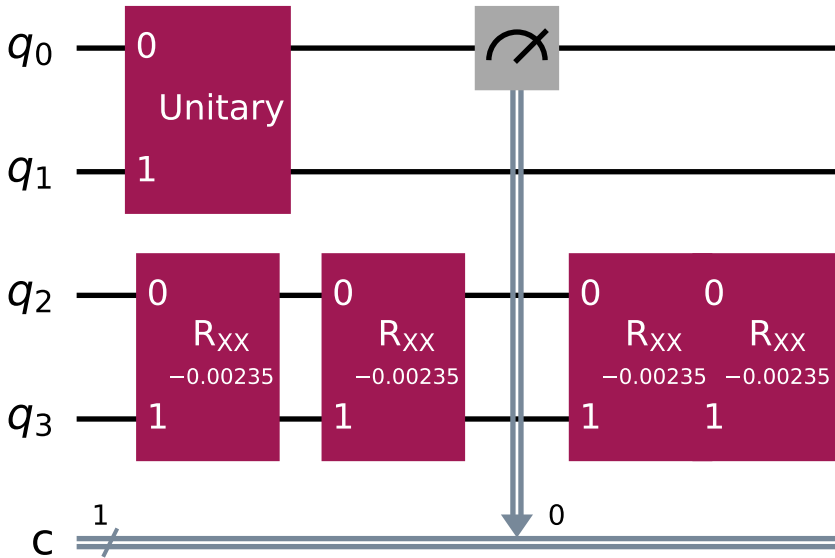 q0 0
Unitary
q1 1
q2 0 0 0 0
RXX RXX RXX RXX
−0.00235 −0.00235 −0.00235 −0.00235
q3 1 1 1 1
1 0
c